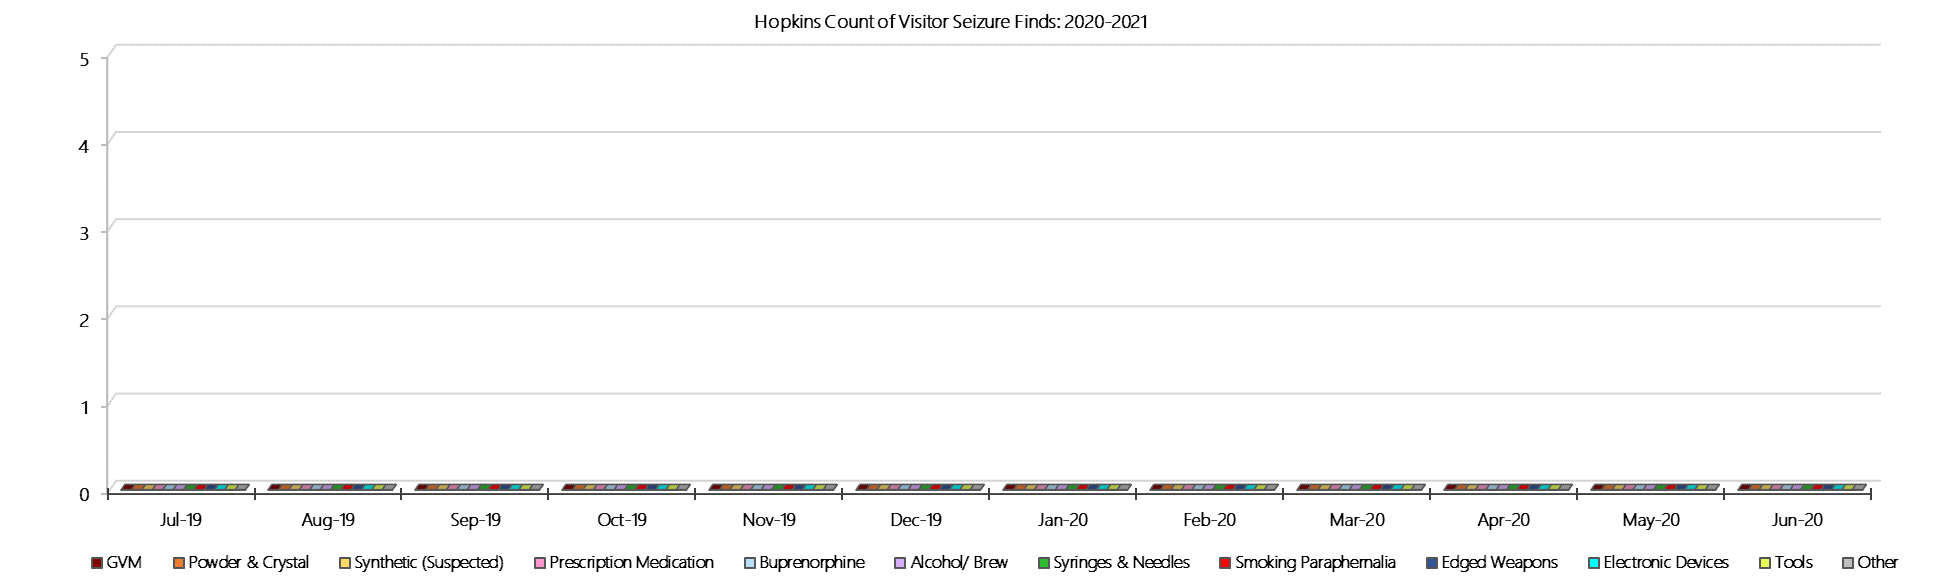 Hopkins Count of Visitor Seizure Finds: 2020-2021
5
4
3
2
1
0
Jul-19 Aug-19 Sep-19 Oct-19 Nov-19 Dec-19 Jan-20 Feb-20 Mar-20 Apr-20 May-20 Jun-20
GVM Powder & Crystal Synthetic (Suspected) Prescription Medication Buprenorphine Alcohol/ Brew Syringes & Needles Smoking Paraphernalia Edged Weapons Electronic Devices Tools Other